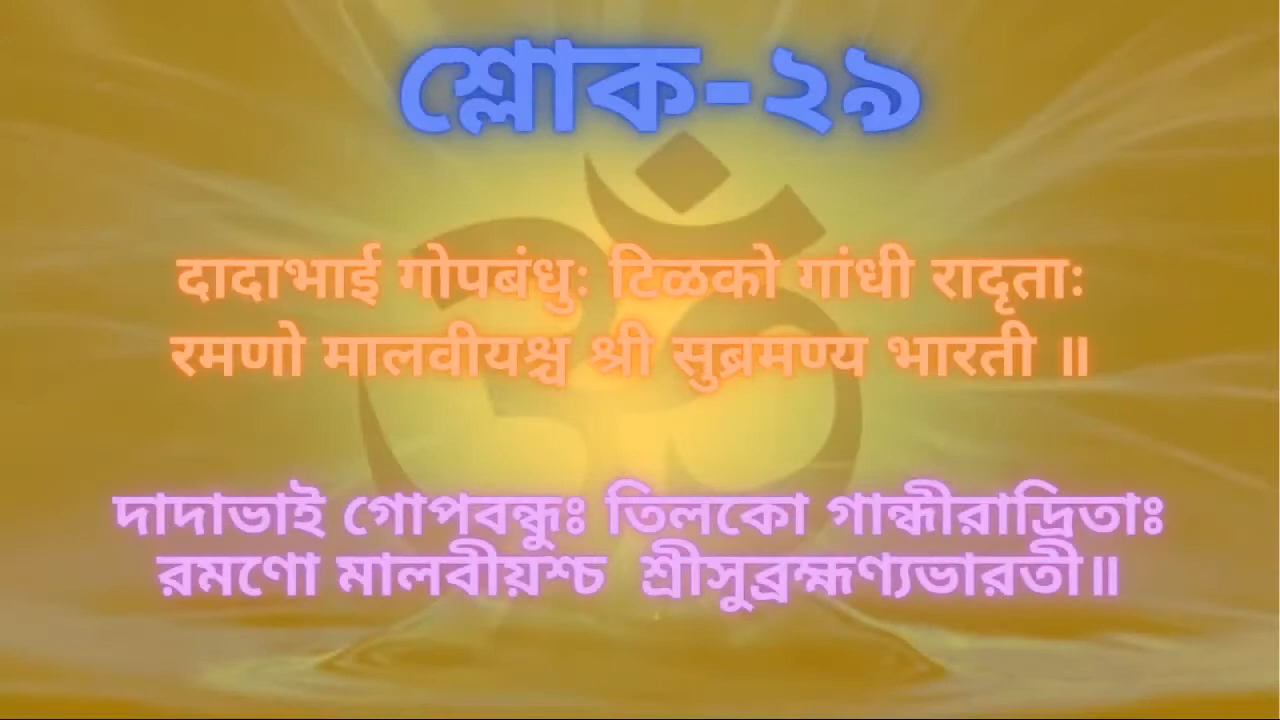 শ্লোক-২৯
दादाभाई गोपबंधुः टिळको गांधी रादृताः
रमणो मालवीयश्च श्री सुब्रमण्य भारती ॥
দাদাভাই গোপবন্ধুঃ তিলকো গান্ধীরাদ্রিতাঃ
রমণো মালবীয়শ্চ শ্রীসুব্রহ্মণ্যভারতী॥